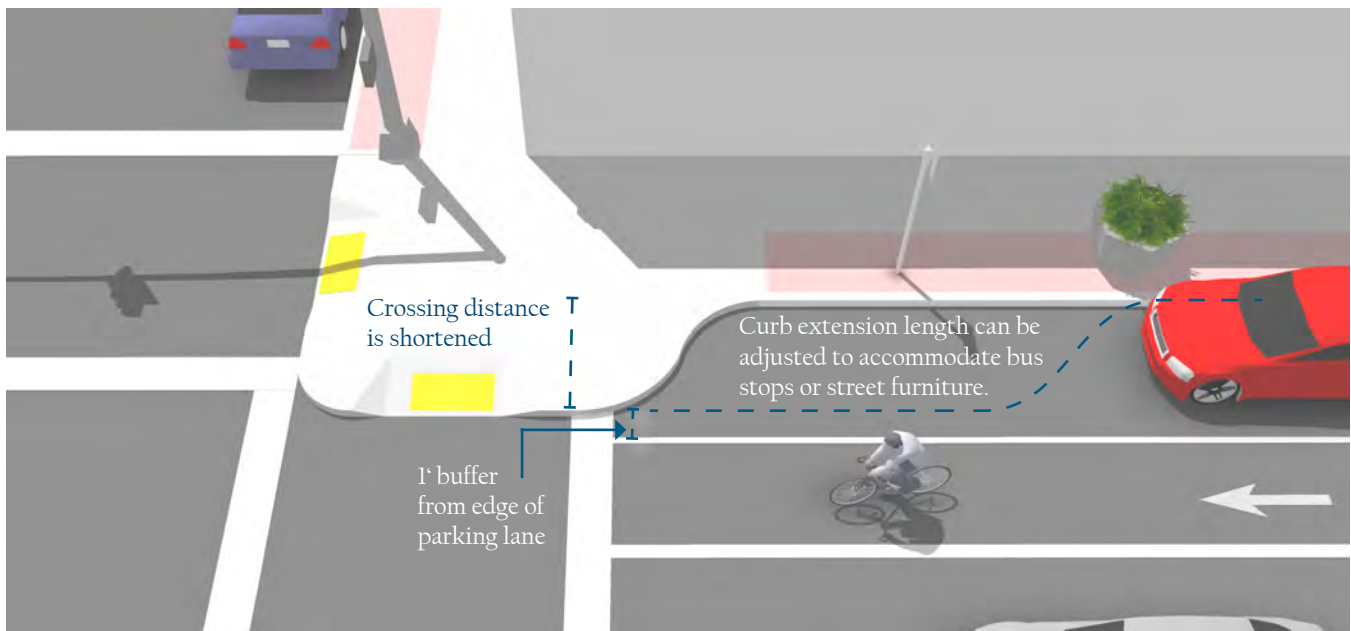 Crossing distance
is shortened
Curb extension length can be
adjusted to accommodate bus
stops or street furniture.
1‘ buffer
from edge of
parking lane